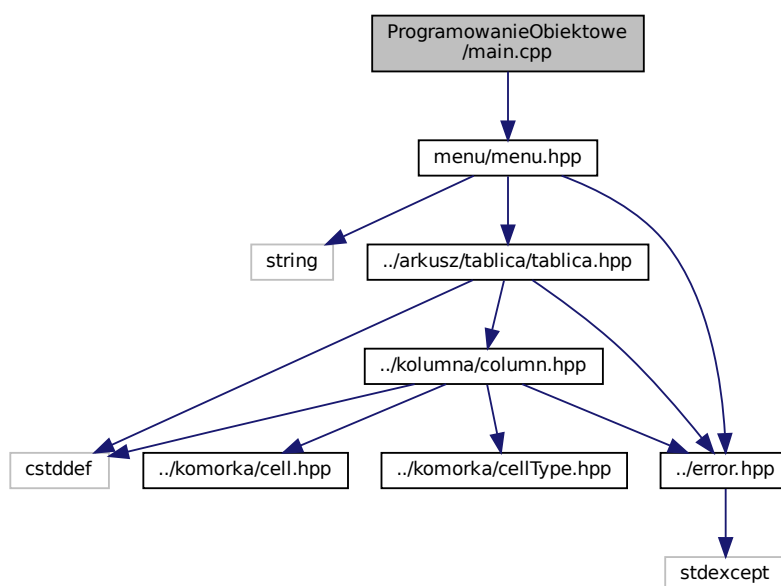 ProgramowanieObiektowe
/main.cpp
menu/menu.hpp
string
../arkusz/tablica/tablica.hpp
../kolumna/column.hpp
cstddef
../komorka/cell.hpp
../komorka/cellType.hpp
../error.hpp
stdexcept